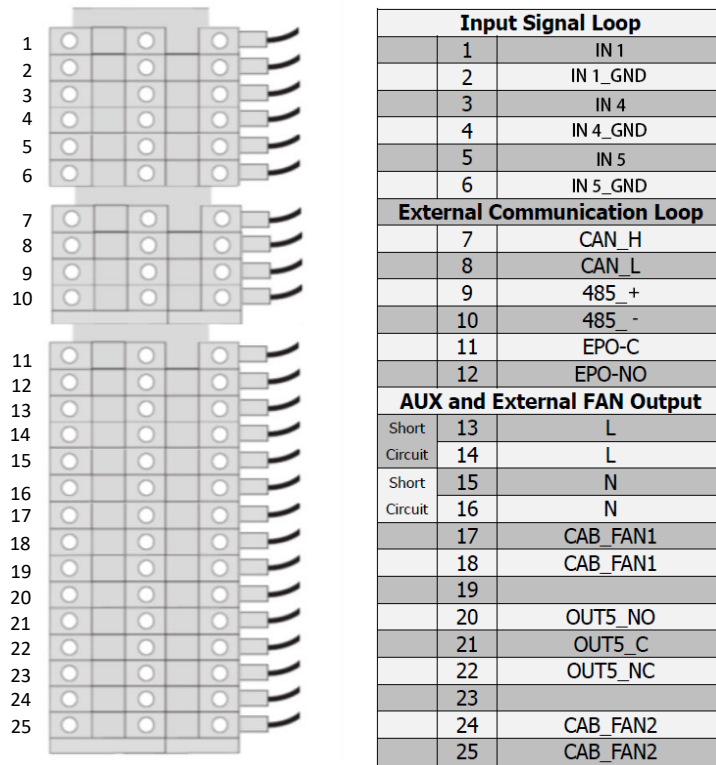 1
2
3
4
5
6
7
8
9
10
11
12
13
14
15
16
17
18
19
20
21
22
23
24
25
Input Signal Loop
1 IN 1
2 IN 1_GND
3 IN 4
4 IN 4_GND
5 IN 5
6 IN 5_GND
External Communication Loop
7 CAN_H
8 CAN_L
9 485_+
10 485_ -
11 EPO-C
12 EPO-NO
AUX and External FAN Output
Short 13 L
Circuit 14 L
Short 15 N
Circuit 16 N
17 CAB_FAN1
18 CAB_FAN1
19
20 OUT5_NO
21 OUT5_C
22 OUT5_NC
23
24 CAB_FAN2
25 CAB_FAN2